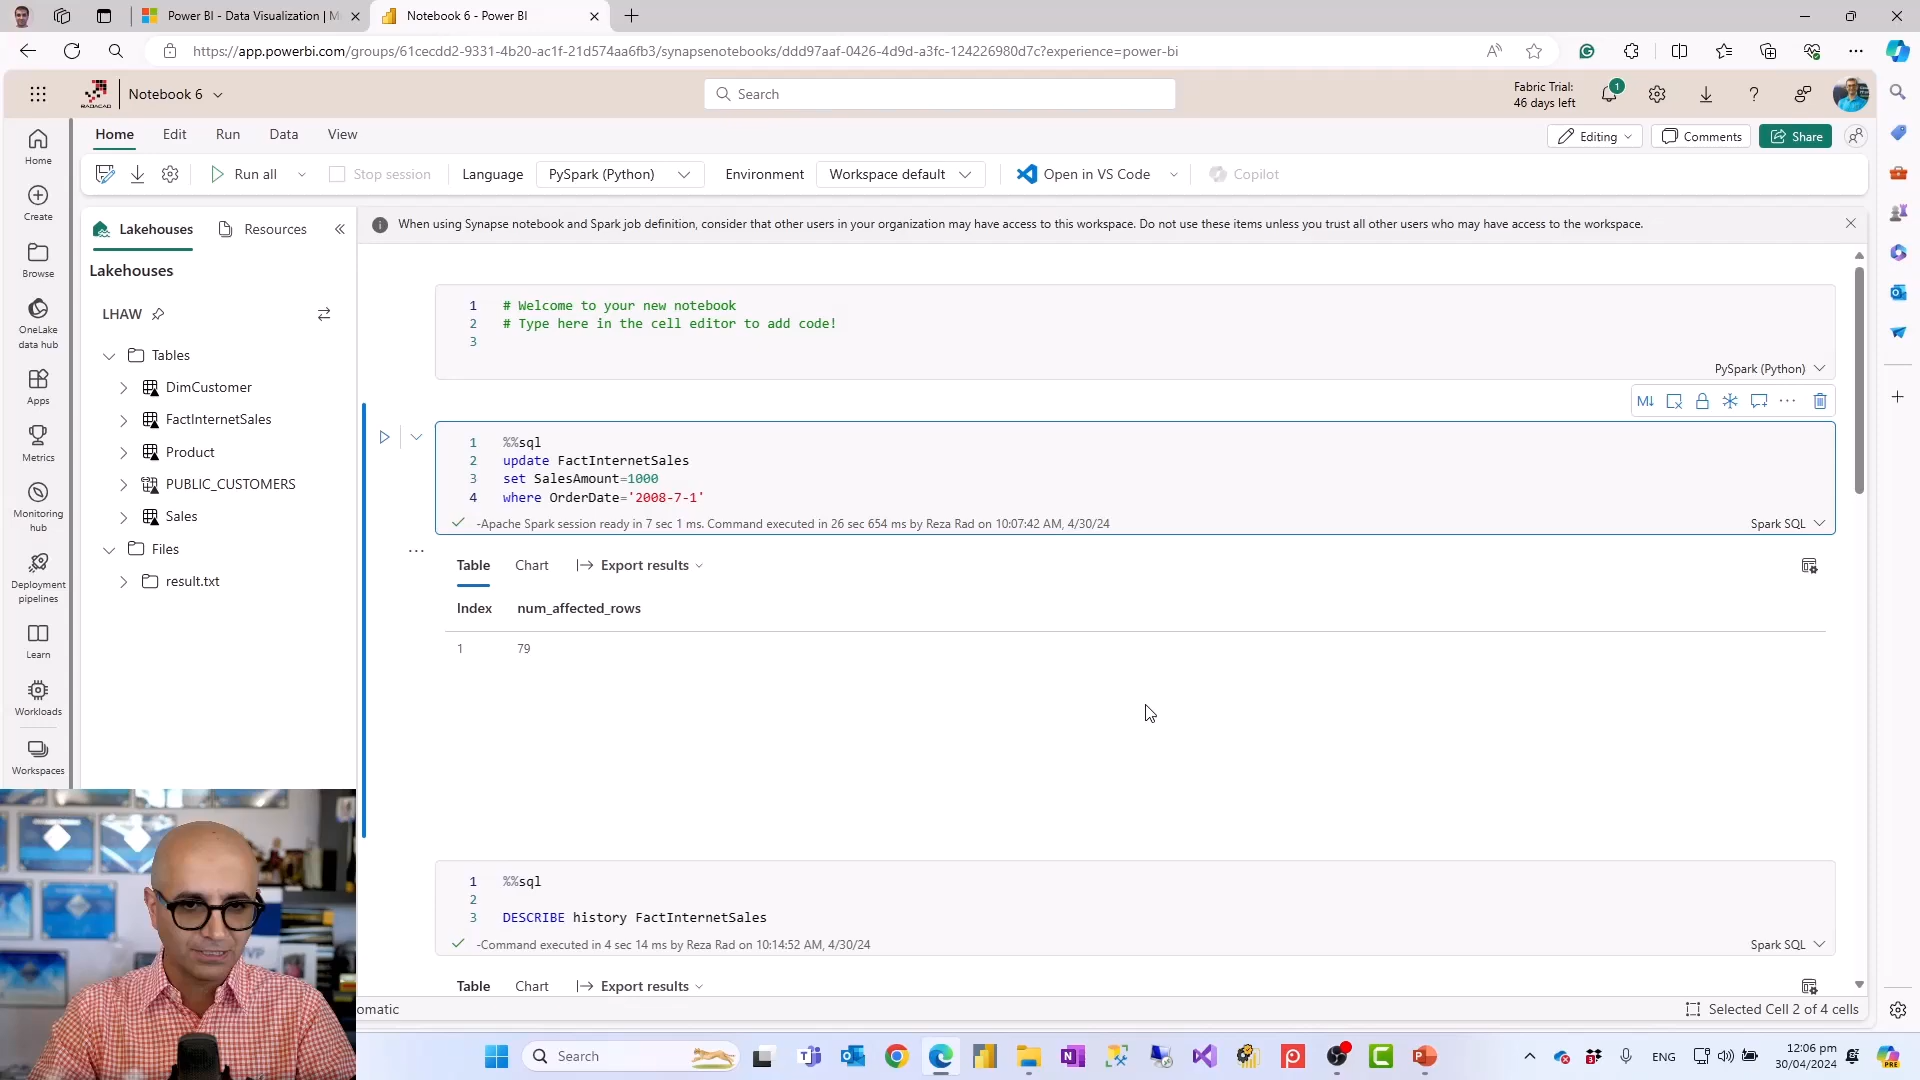 Power BI - Data Visualization | M
Notebook 6 - Power BI
https://app.powerbi.com/groups/61cecdd2-9331-4b20-ac1f-21d574aa6fb3/synapsenotebooks/ddd97aaf-0426-4d9d-a3fc-124226980d7c?experience=power-bi
RADACAD
Notebook 6
Search
Fabric Trial:
46 days left
1
Home
Edit
Run
Data
View
Editing
Comments
Share
Run all
Stop session
Language
PySpark (Python)
Environment
Workspace default
Open in VS Code
Copilot
Home
Create
Browse
OneLake
data hub
Apps
Metrics
Monitoring
hub
Deployment
pipelines
Learn
Workloads
Workspaces
Lakehouses
Resources
Lakehouses
LHAW
Tables
DimCustomer
FactInternetSales
Product
PUBLIC_CUSTOMERS
Sales
Files
result.txt
When using Synapse notebook and Spark job definition, consider that other users in your organization may have access to this workspace. Do not use these items unless you trust all other users who may have access to the workspace.
1 # Welcome to your new notebook
2 # Type here in the cell editor to add code!
3
PySpark (Python)
M↓
1 %%sql
2 update FactInternetSales
3 set SalesAmount=1000
4 where OrderDate='2008-7-1'
-Apache Spark session ready in 7 sec 1 ms. Command executed in 26 sec 654 ms by Reza Rad on 10:07:42 AM, 4/30/24
Spark SQL
Table
Chart
Export results
Index num_affected_rows
1 79
1 %%sql
2
3 DESCRIBE history FactInternetSales
-Command executed in 4 sec 14 ms by Reza Rad on 10:14:52 AM, 4/30/24
Spark SQL
Table
Chart
Export results
omatic
Selected Cell 2 of 4 cells
Search
ENG
12:06 pm
30/04/2024